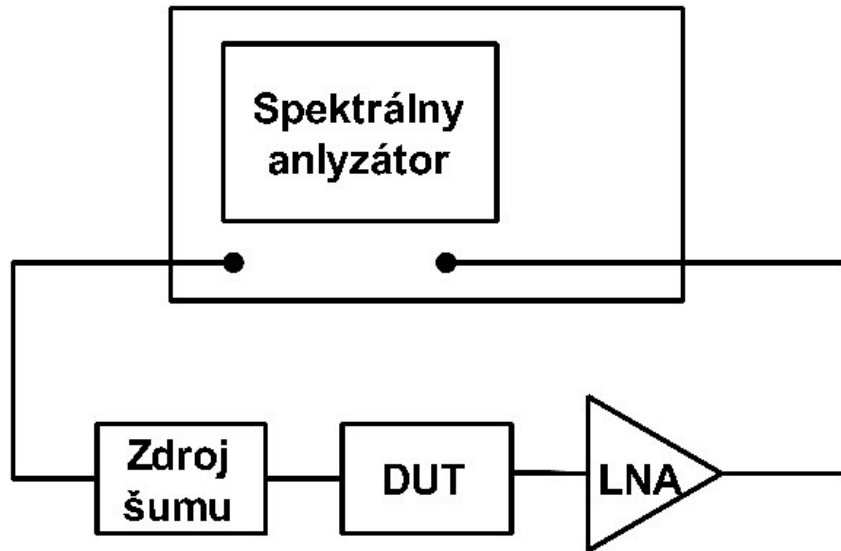 Spektrálny
anlyzátor
Zdroj
šumu
DUT
LNA